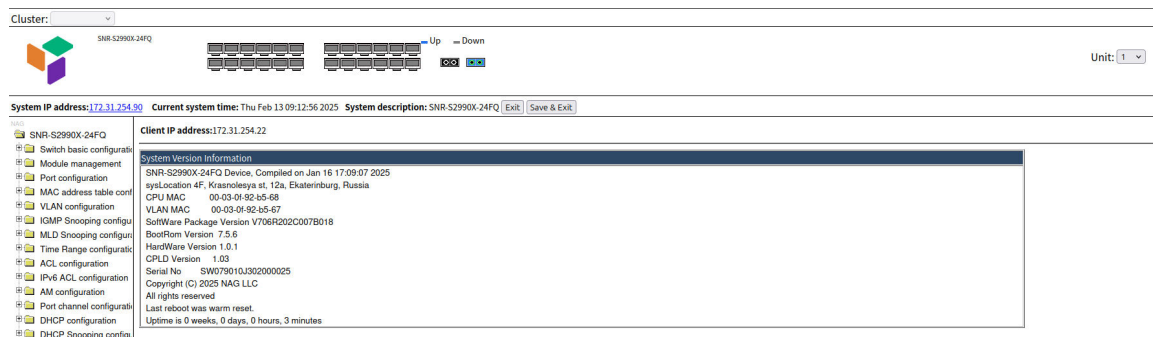 Cluster:
SNR-S2990X-24FQ
Up Down
Unit: 1
System IP address:172.31.254.90 Current system time: Thu Feb 13 09:12:56 2025 System description: SNR-S2990X-24FQ Exit Save & Exit
NAG
SNR-S2990X-24FQ
Switch basic configuratio
Module management
Port configuration
MAC address table conf
VLAN configuration
IGMP Snooping configu
MLD Snooping configura
Time Range configuratio
ACL configuration
IPv6 ACL configuration
AM configuration
Port channel configuratio
DHCP configuration
DHCP Snooping configu
Client IP address:172.31.254.22
System Version Information
SNR-S2990X-24FQ Device, Compiled on Jan 16 17:09:07 2025
sysLocation 4F, Krasnolesya st, 12a, Ekaterinburg, Russia
CPU MAC 00-03-0f-92-b5-68
VLAN MAC 00-03-0f-92-b5-67
SoftWare Package Version V706R202C007B018
BootRom Version 7.5.6
HardWare Version 1.0.1
CPLD Version 1.03
Serial No SW079010J302000025
Copyright (C) 2025 NAG LLC
All rights reserved
Last reboot was warm reset.
Uptime is 0 weeks, 0 days, 0 hours, 3 minutes